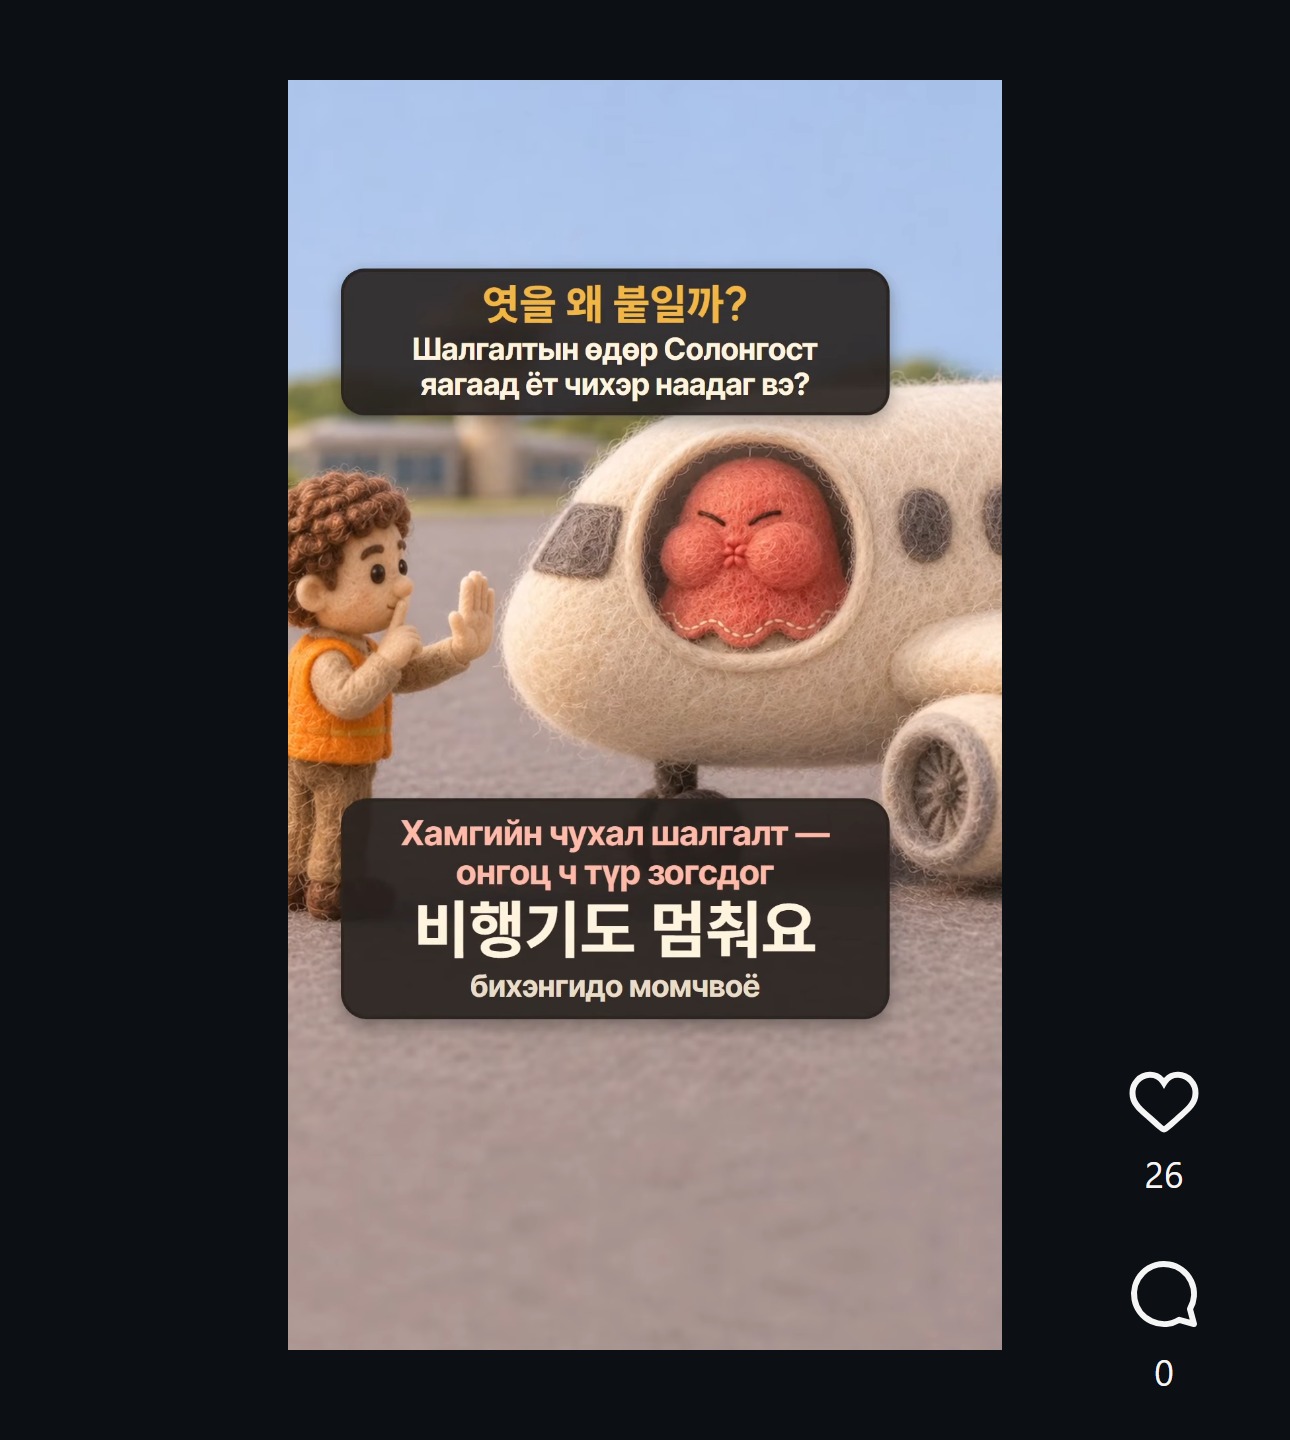 엿을 왜 붙일까?
Шалгалтын өдөр Солонгост
яагаад ёт чихэр наадаг вэ?
Хамгийн чухал шалгалт —
онгоц ч түр зогсдог
비행기도 멈춰요
бихэнгидо момчвоё
26
0